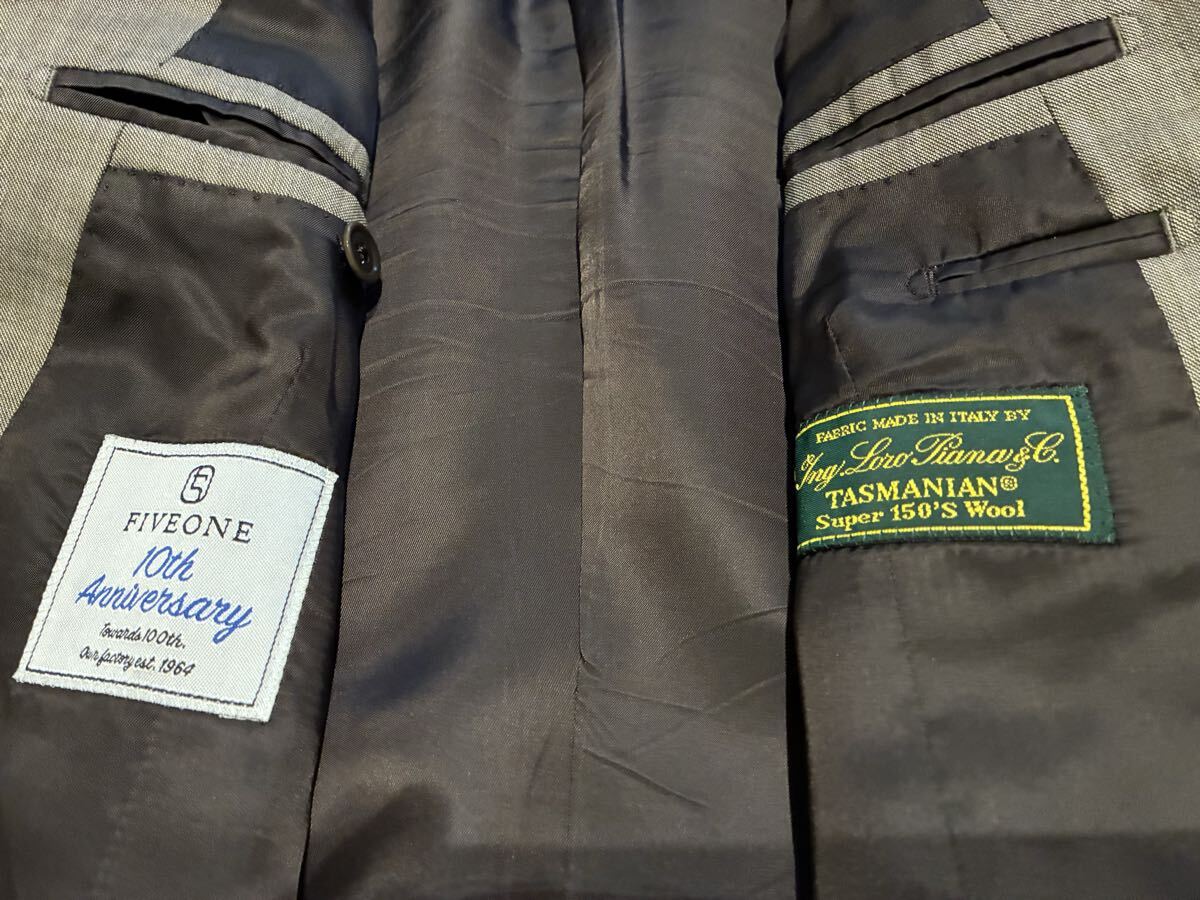 FIVEONE
10th
Anniversary
Towards 100th.
Our factory est. 1964
FABRIC MADE IN ITALY BY
Ing. Loro Piana & C.
TASMANIAN®
Super 150'S Wool